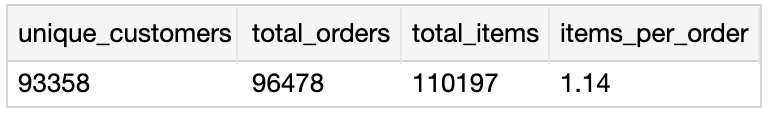 unique_customers total_orders total_items items_per_order
93358 96478 110197 1.14